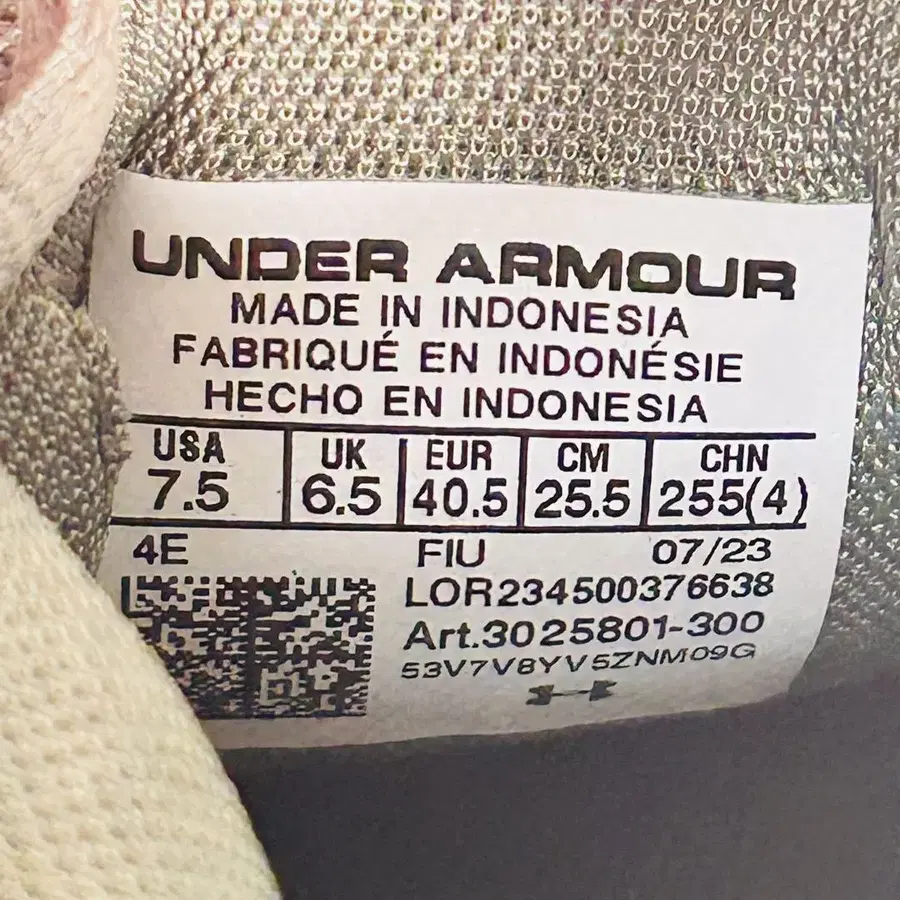 UNDER ARMOUR
MADE IN INDONESIA
FABRIQUÉ EN INDONÉSIE
HECHO EN INDONESIA
USA UK EUR CM CHN
7.5 6.5 40.5 25.5 255(4)
4E FIU 07/23
LOR234500376638
Art.3025801-300
53V7V8YV5ZNM09G